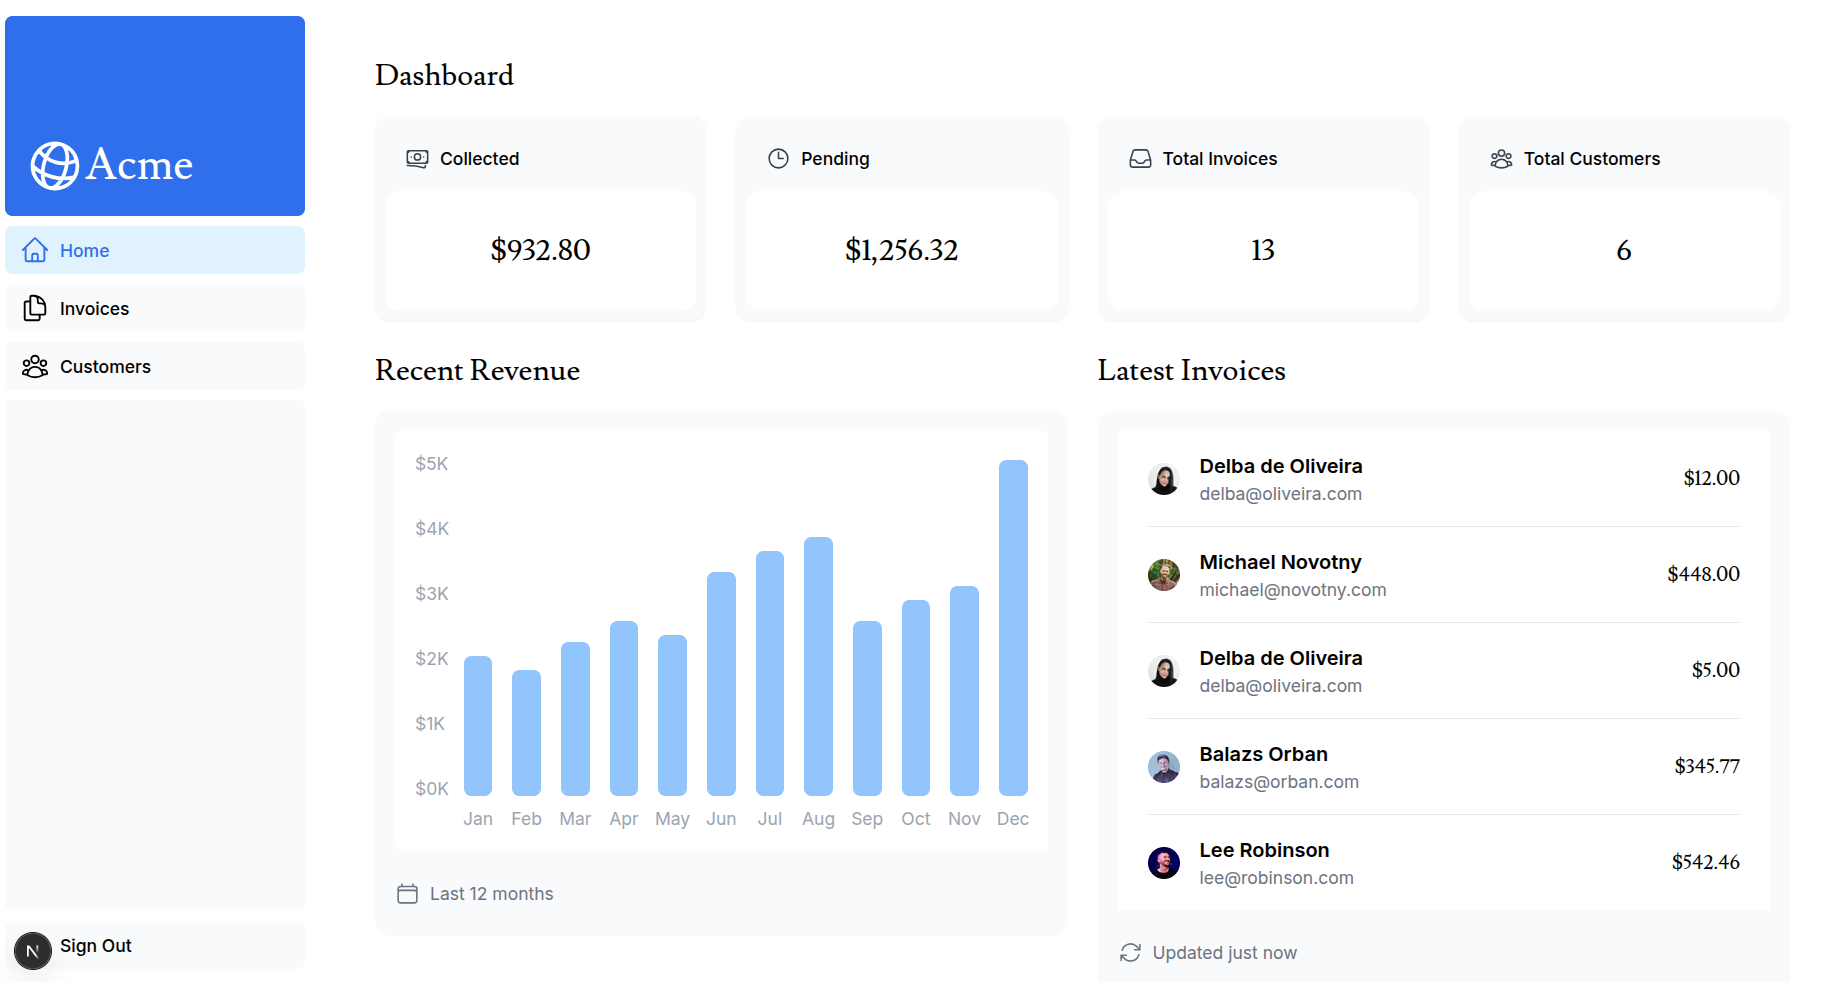 Acme
Home
Invoices
Customers
Sign Out
N
Dashboard
Collected
$932.80
Pending
$1,256.32
Total Invoices
13
Total Customers
6
Recent Revenue
$5K
$4K
$3K
$2K
$1K
$0K
Jan Feb Mar Apr May Jun Jul Aug Sep Oct Nov Dec
Last 12 months
Latest Invoices
Delba de Oliveira
delba@oliveira.com
$12.00
Michael Novotny
michael@novotny.com
$448.00
Delba de Oliveira
delba@oliveira.com
$5.00
Balazs Orban
balazs@orban.com
$345.77
Lee Robinson
lee@robinson.com
$542.46
Updated just now